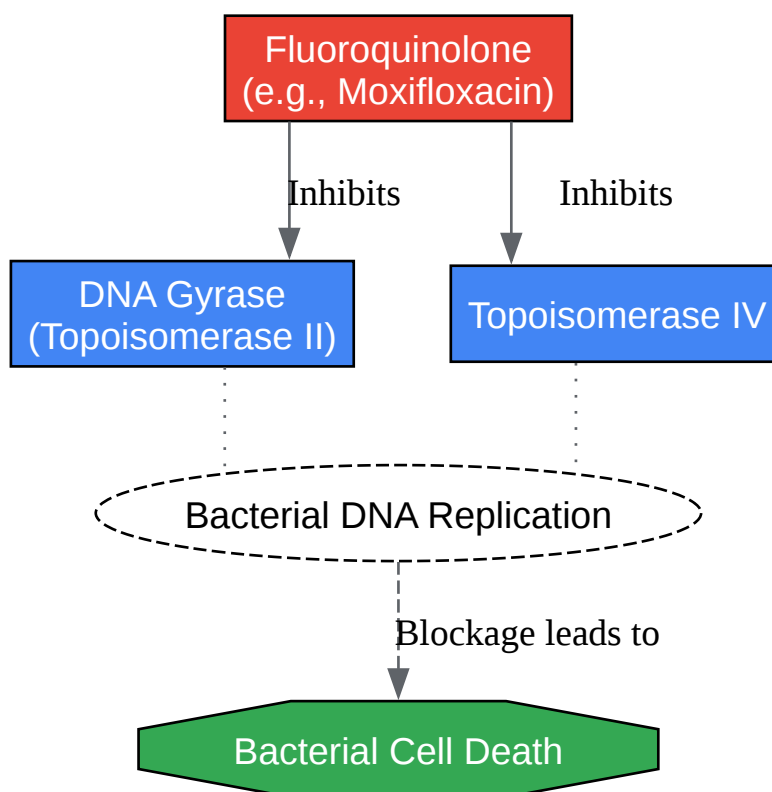 Fluoroquinolone
(e.g., Moxifloxacin)
Inhibits
Inhibits
DNA Gyrase
(Topoisomerase II)
Topoisomerase IV
Bacterial DNA Replication
Blockage leads to
Bacterial Cell Death